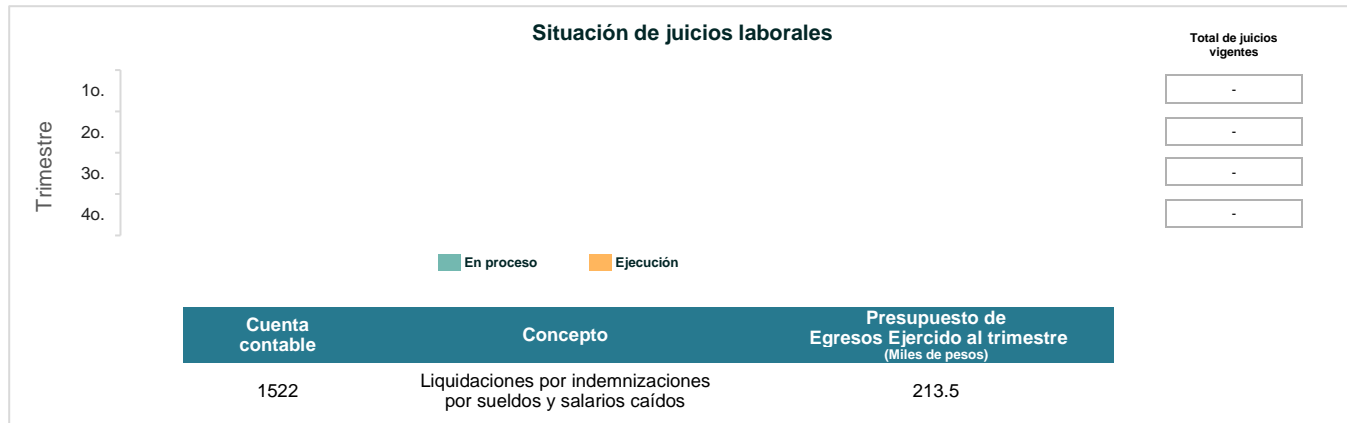 Situación de juicios laborales
Total de juicios
vigentes
Trimestre
1o.
-
2o.
-
3o.
-
4o.
-
En proceso
Ejecución
Cuenta
contable
Concepto
Presupuesto de
Egresos Ejercido al trimestre
(Miles de pesos)
1522
Liquidaciones por indemnizaciones
por sueldos y salarios caídos
213.5